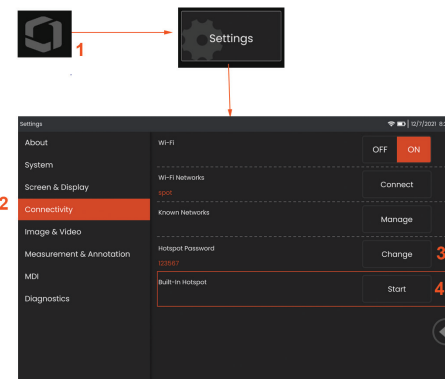 1
Settings
Settings
12/7/2021
About
System
Screen & Display
2
Connectivity
Image & Video
Measurement & Annotation
MDI
Diagnostics
Wi-Fi
OFF ON
Wi-Fi Networks
spot
Connect
Known Networks
Manage
Hotspot Password
123567
Change
3
Built-In Hotspot
Start
4